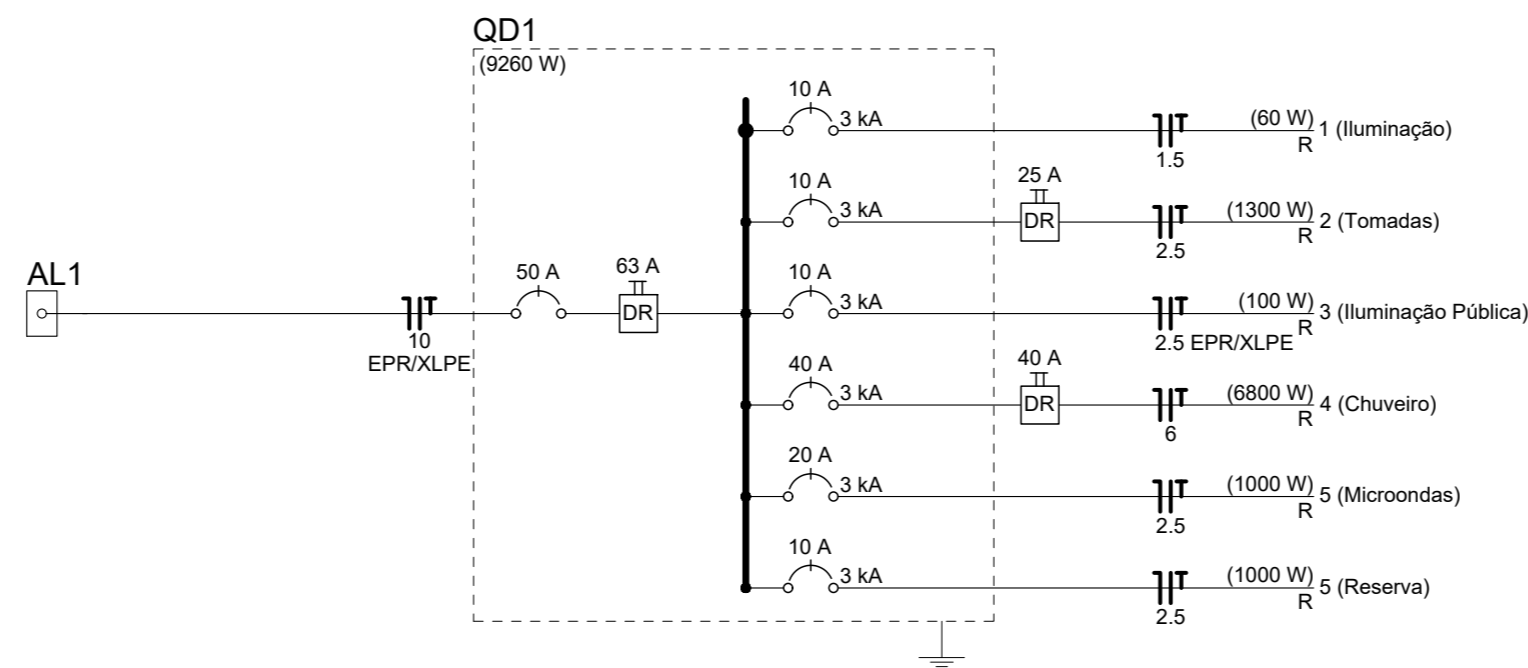 QD1
(9260 W)
10 A
3 kA
(60 W)
R
1 (Iluminação)
1.5
10 A
3 kA
25 A
DR
(1300 W)
R
2 (Tomadas)
2.5
AL1
10
EPR/XLPE
50 A
63 A
DR
10 A
3 kA
(100 W)
R
3 (Iluminação Pública)
2.5 EPR/XLPE
40 A
3 kA
40 A
DR
(6800 W)
R
4 (Chuveiro)
6
20 A
3 kA
(1000 W)
R
5 (Microondas)
2.5
10 A
3 kA
(1000 W)
R
5 (Reserva)
2.5